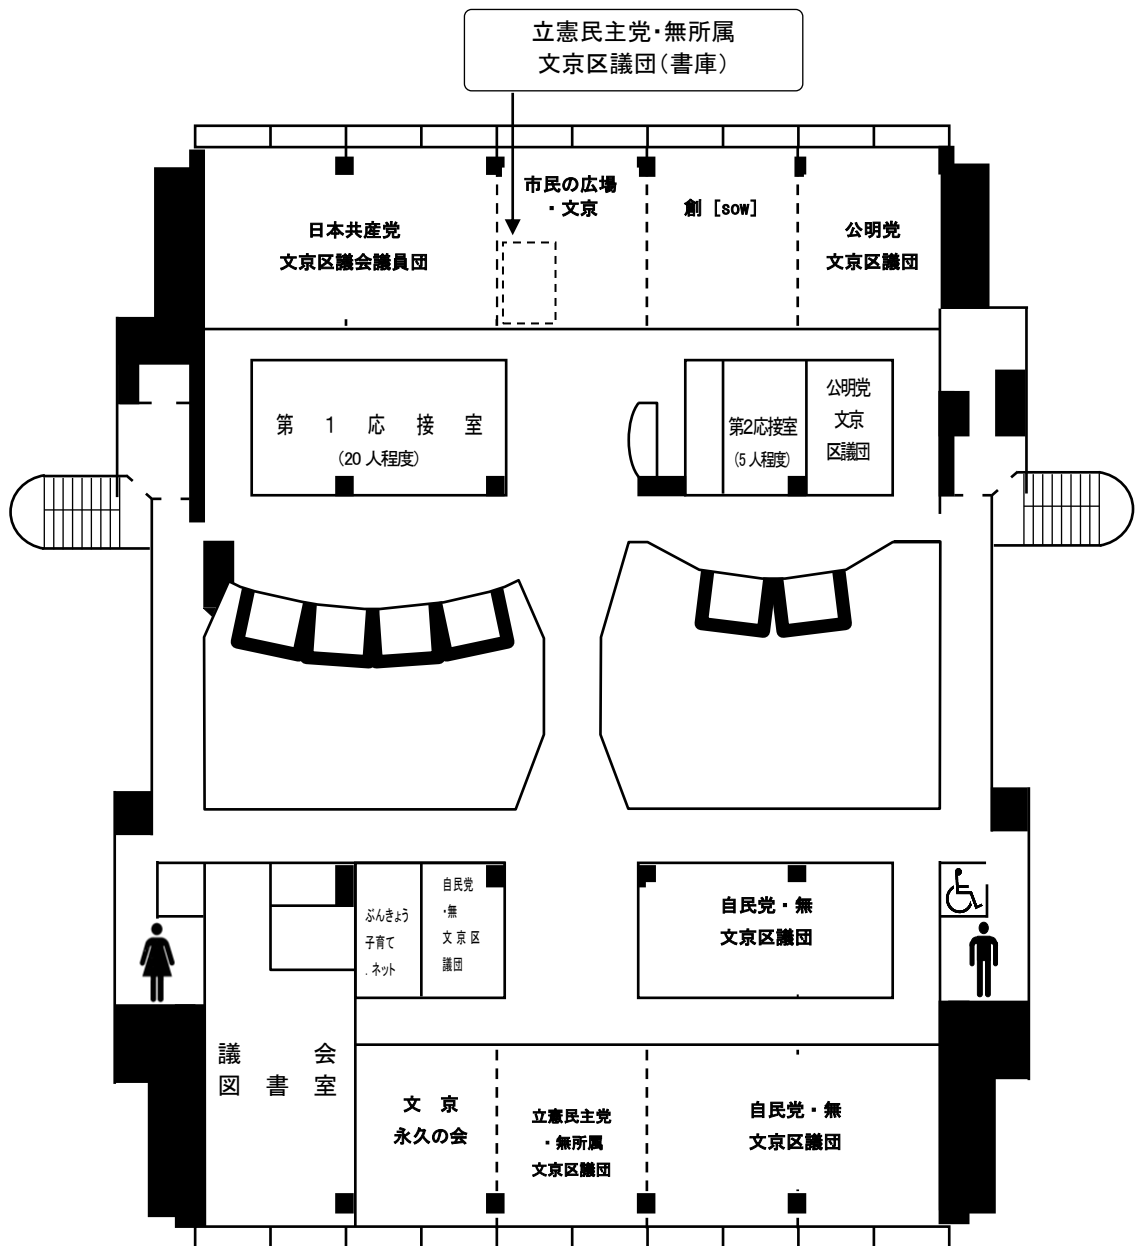 立憲民主党・無所属
文京区議団(書庫)
市民の広場
・文京
創［sow］
日本共産党
文京区議会議員団
公明党
文京区議団
第1応接室
(20人程度)
第2応接室
(5人程度)
公明党
文京
区議団
ぶんきょう
子育て
.ネット
自民党
・無
文京区
議団
自民党・無
文京区議団
議会
図書室
文京
永久の会
立憲民主党
・無所属
文京区議団
自民党・無
文京区議団